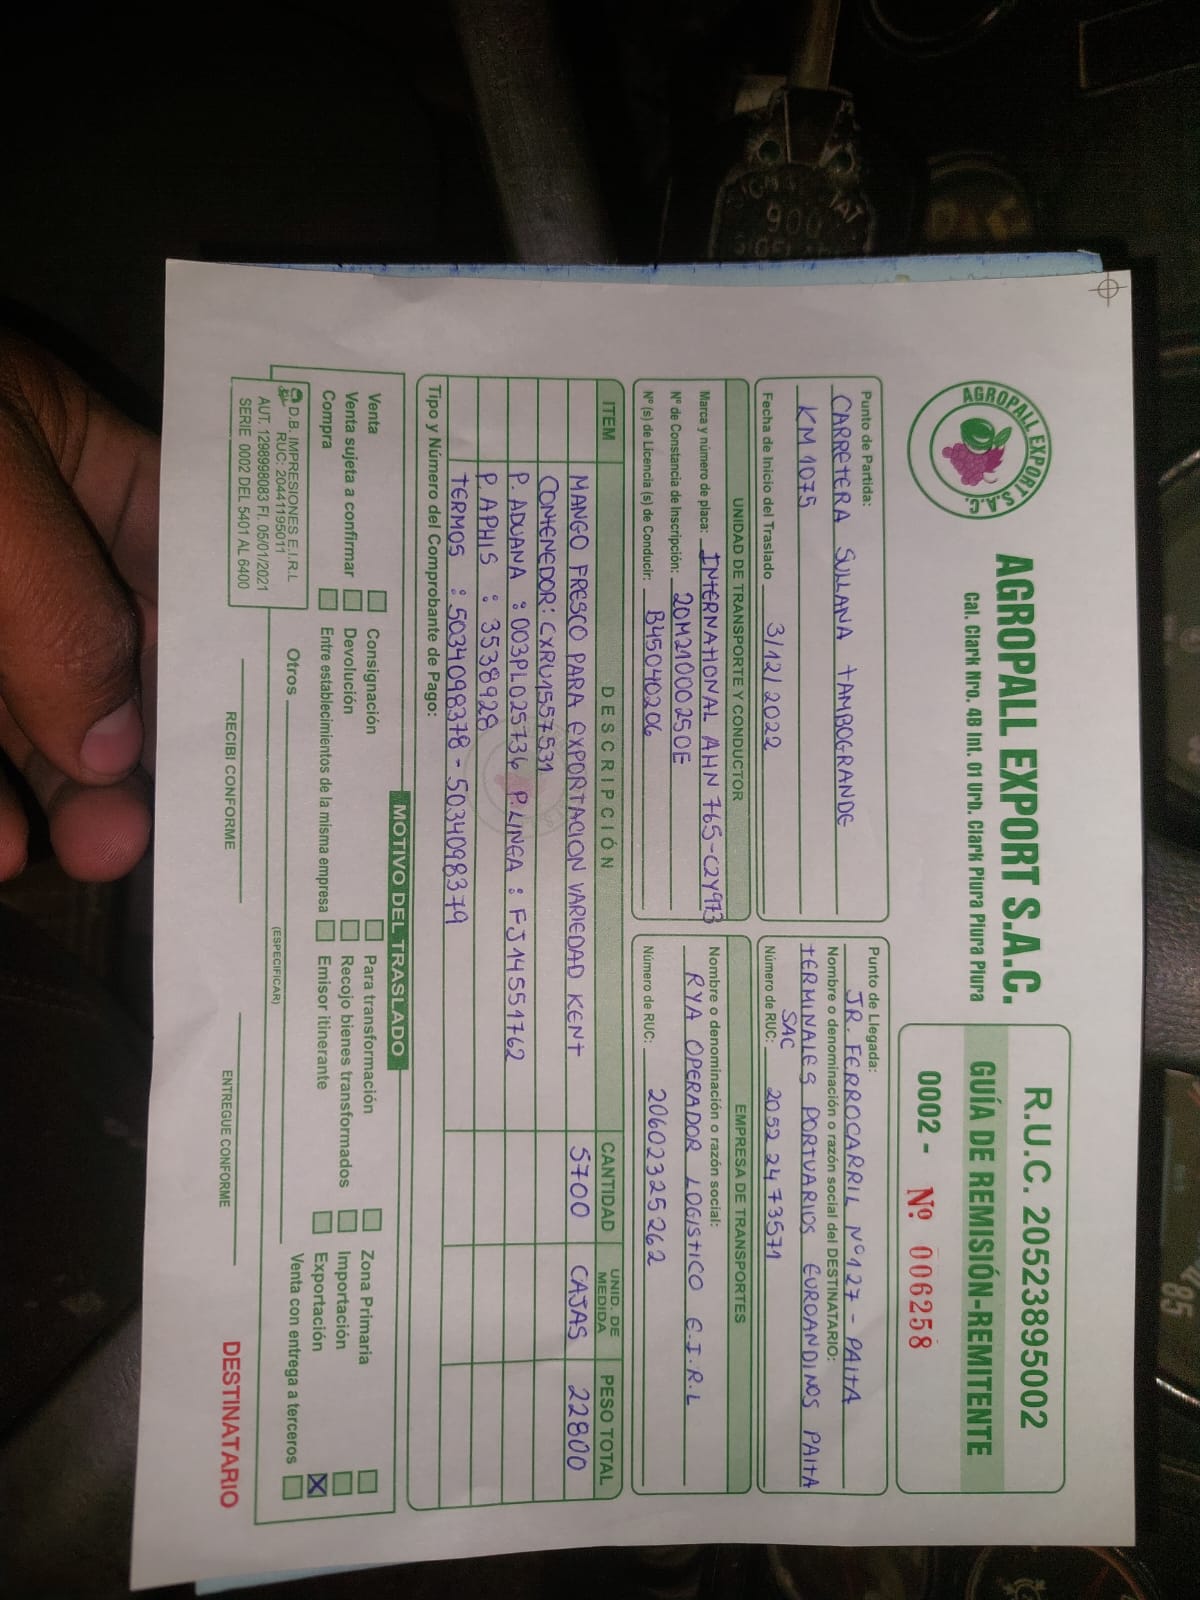 AGROPALL EXPORT S.A.C.
AGROPALL EXPORT S.A.C.
Cal. Clark Nro. 4B Int. 01 Urb. Clark Piura Piura Piura
R.U.C. 20523895002
GUÍA DE REMISIÓN-REMITENTE
0002 - Nº 006258
Punto de Partida:
CARRETERA SULLANA TAMBOGRANDE
KM 1075
Fecha de Inicio del Traslado 3/12/2022
Punto de Llegada:
JR. FERROCARRIL Nº127 - PAITA
Nombre o denominación o razón social del DESTINATARIO:
TERMINALES PORTUARIOS EUROANDINOS PAITA
SAC
Número de RUC: 20522473571
UNIDAD DE TRANSPORTE Y CONDUCTOR
Marca y número de placa: INTERNATIONAL AHN 765-C2Y973
Nº de Constancia de Inscripción: 20M21000250E
Nº (s) de Licencia (s) de Conducir: B45040206
EMPRESA DE TRANSPORTES
Nombre o denominación o razón social:
RYA OPERADOR LOGISTICO E.I.R.L
Número de RUC: 20602325262
ITEM DESCRIPCIÓN CANTIDAD UNID. DE MEDIDA PESO TOTAL
MANGO FRESCO PARA EXPORTACION VARIEDAD KENT 5700 CAJAS 22800
CONTENEDOR: CXRU1557531
P. ADUANA : 003PL025736 P.LINEA : FJ14554762
P. APHIS : 3538928
TERMOS : 5034098378 - 5034098379
Tipo y Número del Comprobante de Pago:
MOTIVO DEL TRASLADO
Venta Consignación Para transformación Zona Primaria
Venta sujeta a confirmar Devolución Recojo bienes transformados Importación
Compra Entre establecimientos de la misma empresa Emisor itinerante Exportación X
Otros Venta con entrega a terceros
(ESPECIFICAR)
D.B. IMPRESIONES E.I.R.L
RUC: 20441195011
AUT. 1298998083 FI. 05/01/2021
SERIE 0002 DEL 5401 AL 6400
RECIBI CONFORME
ENTREGUE CONFORME
DESTINATARIO
900
85